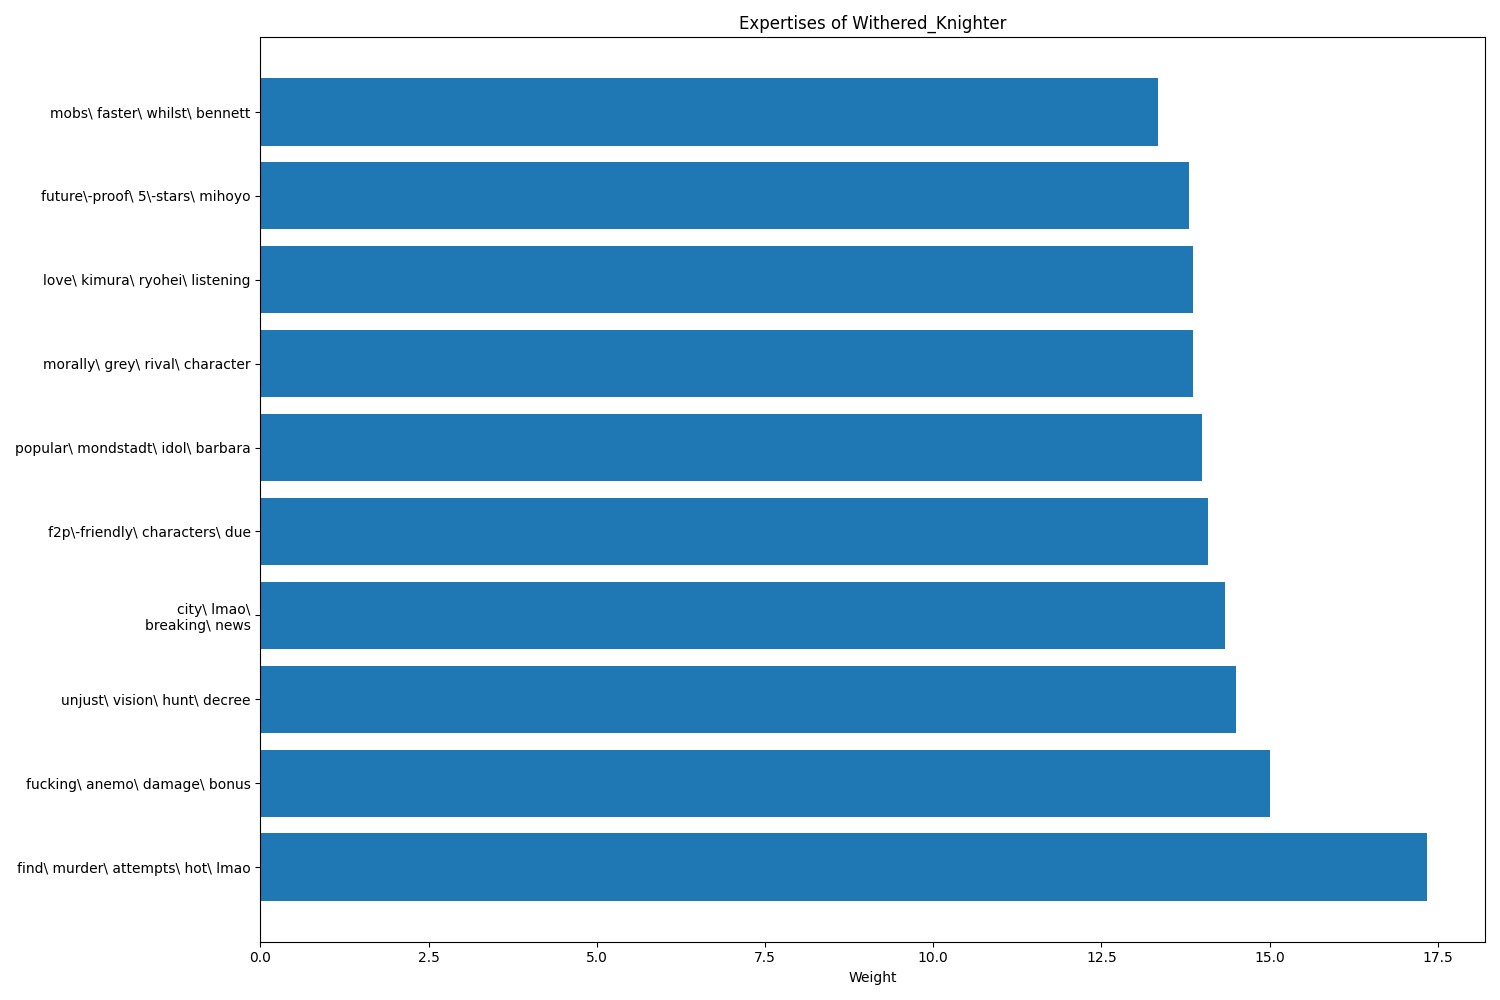 Expertises of Withered_Knighter
mobs\ faster\ whilst\ bennett
future\-proof\ 5\-stars\ mihoyo
love\ kimura\ ryohei\ listening
morally\ grey\ rival\ character
popular\ mondstadt\ idol\ barbara
f2p\-friendly\ characters\ due
city\ lmao\
breaking\ news
unjust\ vision\ hunt\ decree
fucking\ anemo\ damage\ bonus
find\ murder\ attempts\ hot\ lmao
0.0 2.5 5.0 7.5 10.0 12.5 15.0 17.5
Weight